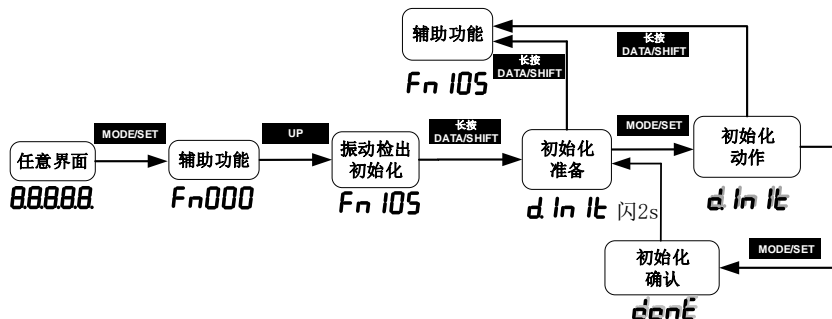 辅助功能
Fn105
长按
DATA/SHIFT
长按
DATA/SHIFT
任意界面
8.8.8.8.8.
MODE/SET
辅助功能
Fn000
UP
振动检出
初始化
Fn105
长按
DATA/SHIFT
初始化
准备
d.InIt 闪2s
MODE/SET
初始化
动作
d.InIt
初始化
确认
donE
MODE/SET